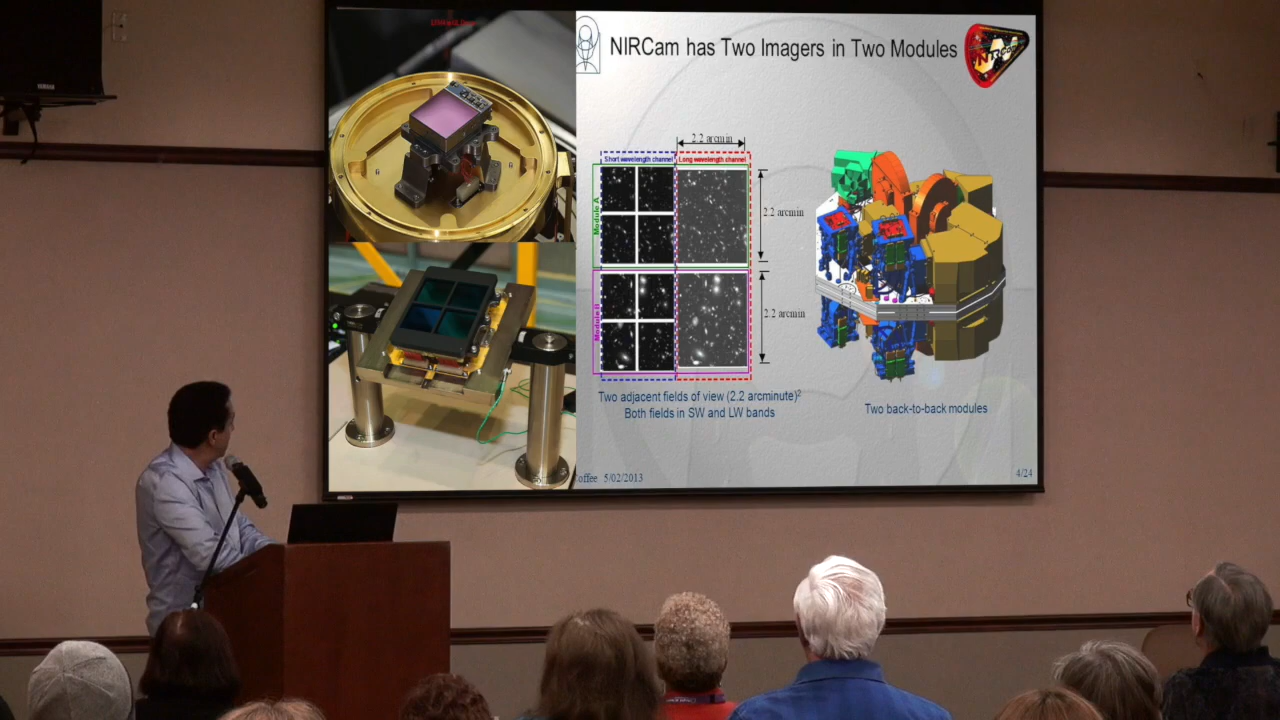 NIRCam has Two Imagers in Two Modules
NIRCam
2.2 arcmin
Short wavelength channel
Long wavelength channel
Module A
2.2 arcmin
2.2 arcmin
Two adjacent fields of view (2.2 arcminute)²
Both fields in SW and LW bands
Two back-to-back modules
offee 5/02/2013
4/24